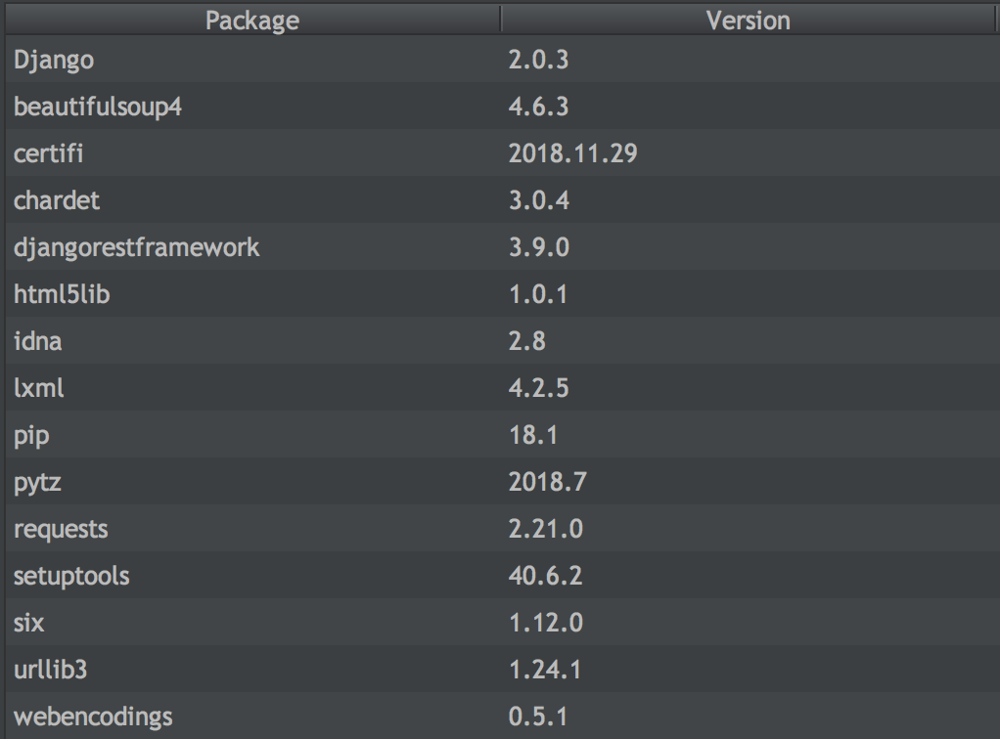 Package Version
Django 2.0.3
beautifulsoup4 4.6.3
certifi 2018.11.29
chardet 3.0.4
djangorestframework 3.9.0
html5lib 1.0.1
idna 2.8
lxml 4.2.5
pip 18.1
pytz 2018.7
requests 2.21.0
setuptools 40.6.2
six 1.12.0
urllib3 1.24.1
webencodings 0.5.1